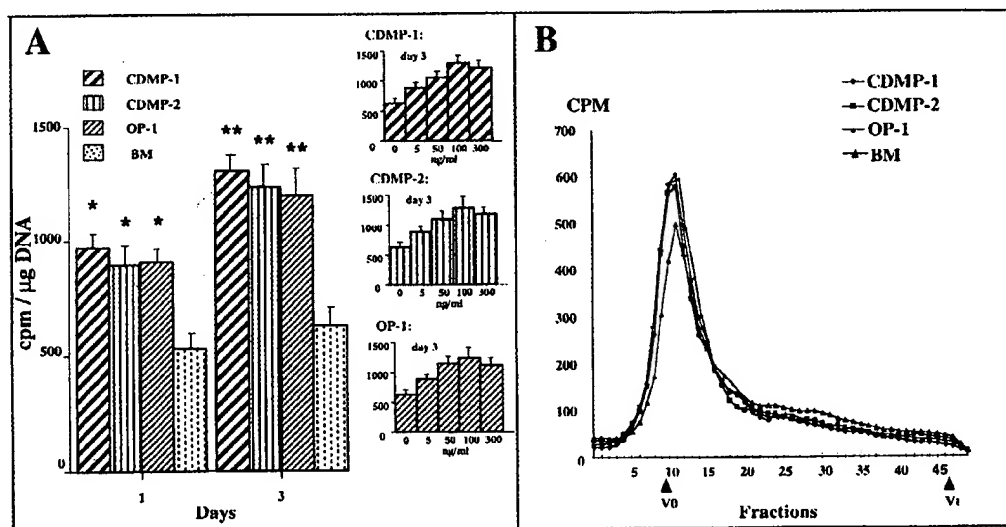 A
CDMP-1
CDMP-2
OP-1
BM
cpm / µg DNA
1500
1000
500
0
* * *
** ** **
1 3
Days
CDMP-1:
day 3
1500
1000
500
0
0 5 50 100 300
ng/ml
CDMP-2:
day 3
1500
1000
500
0
0 5 50 100 300
ng/ml
OP-1:
day 3
1500
1000
500
0
0 5 50 100 300
ng/ml
B
CPM
CDMP-1
CDMP-2
OP-1
BM
700
600
500
400
300
200
100
0
5 10 15 20 25 30 35 40 45
V0 Vt
Fractions